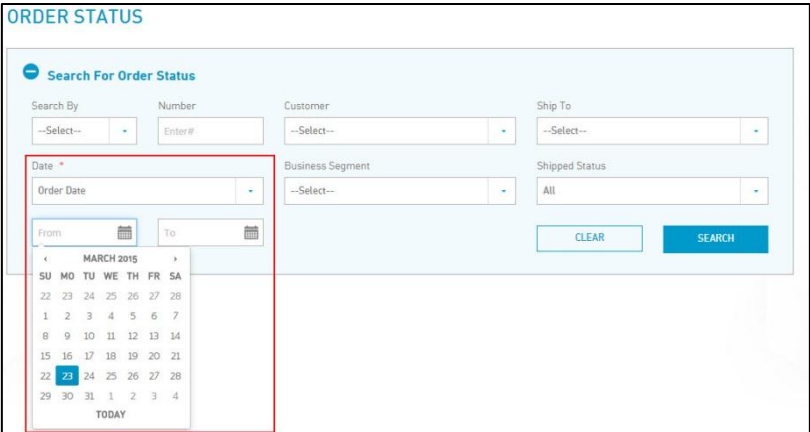 ORDER STATUS
Search For Order Status
Search By Number Customer Ship To
--Select-- Enter# --Select-- --Select--
Date * Business Segment Shipped Status
Order Date --Select-- All
From To CLEAR SEARCH
‹ MARCH 2015 ›
SU MO TU WE TH FR SA
22 23 24 25 26 27 28
1 2 3 4 5 6 7
8 9 10 11 12 13 14
15 16 17 18 19 20 21
22 23 24 25 26 27 28
29 30 31 1 2 3 4
TODAY